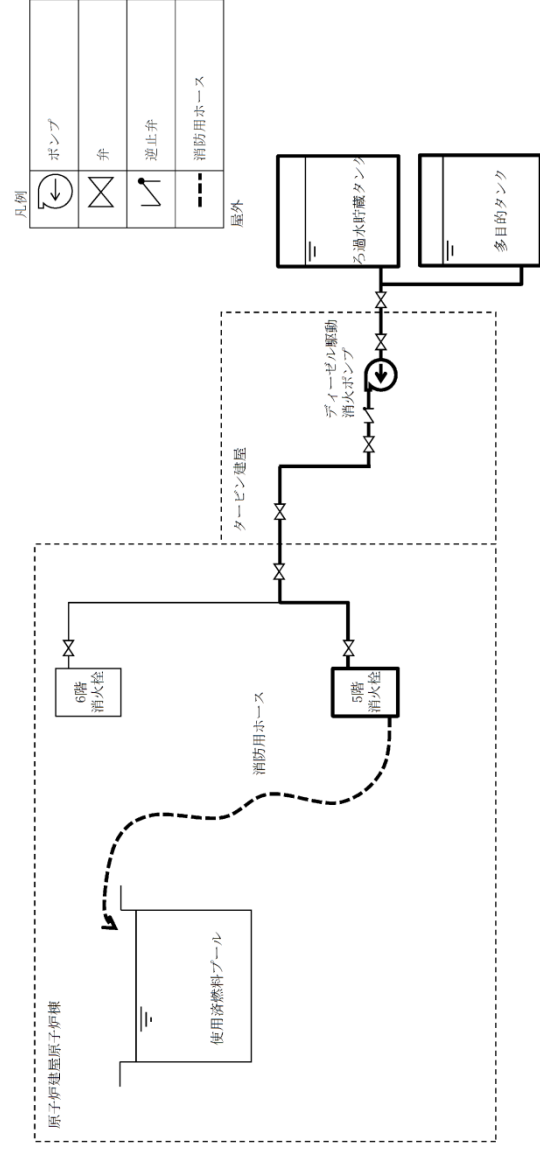 原子炉建屋原子炉棟
使用済燃料プール
消防用ホース
6階
消火栓
5階
消火栓
タービン建屋
ディーゼル駆動
消火ポンプ
屋外
ろ過水貯蔵タンク
多目的タンク
凡例
ポンプ
弁
逆止弁
消防用ホース